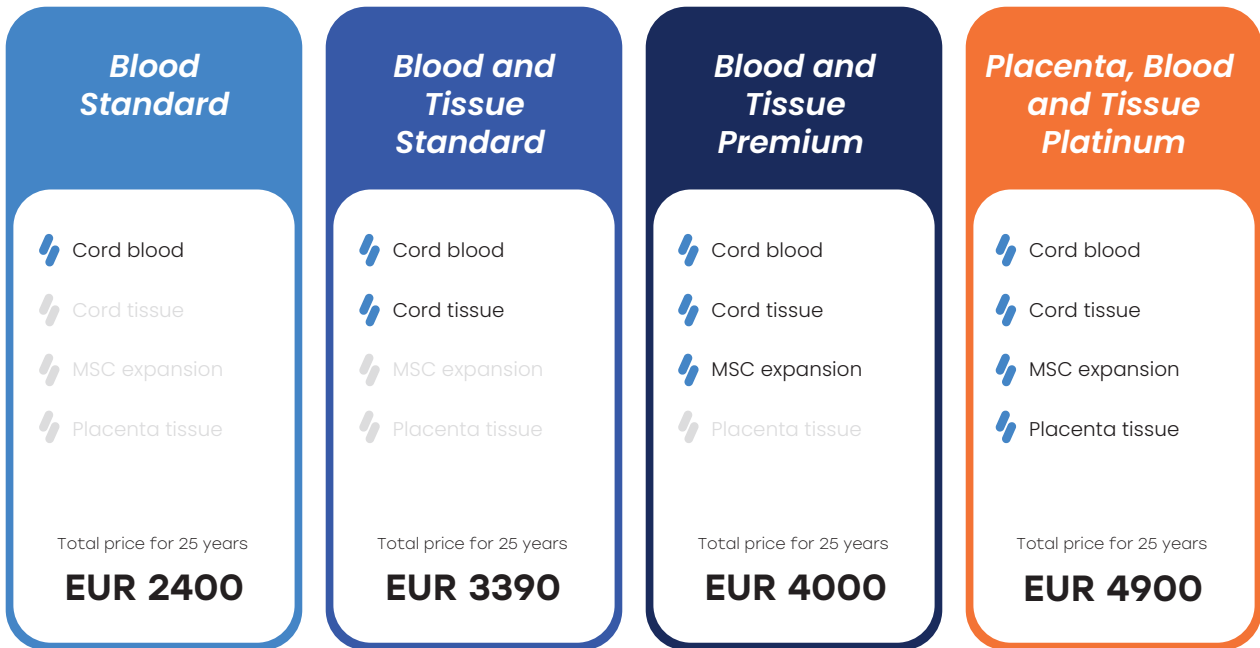 Blood
Standard
Cord blood
Cord tissue
MSC expansion
Placenta tissue
Total price for 25 years
EUR 2400
Blood and
Tissue
Standard
Cord blood
Cord tissue
MSC expansion
Placenta tissue
Total price for 25 years
EUR 3390
Blood and
Tissue
Premium
Cord blood
Cord tissue
MSC expansion
Placenta tissue
Total price for 25 years
EUR 4000
Placenta, Blood
and Tissue
Platinum
Cord blood
Cord tissue
MSC expansion
Placenta tissue
Total price for 25 years
EUR 4900